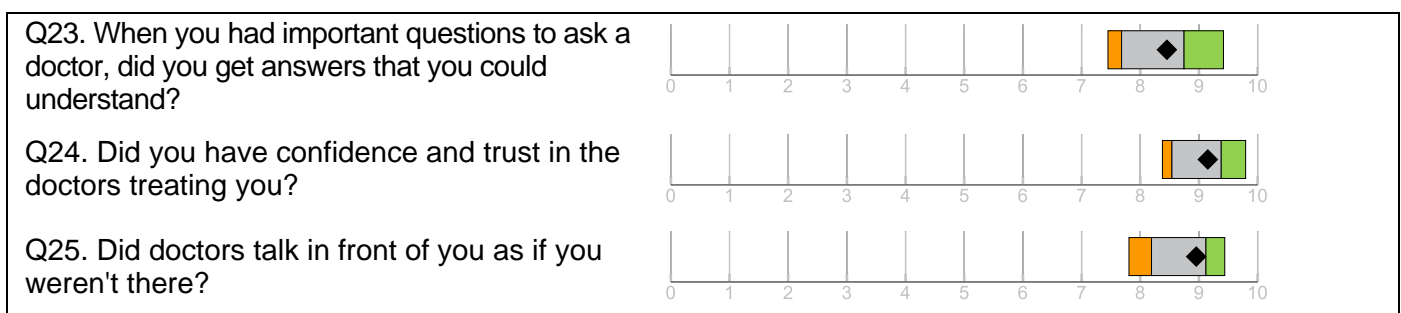 Q23. When you had important questions to ask a
doctor, did you get answers that you could
understand?
0 1 2 3 4 5 6 7 8 9 10
Q24. Did you have confidence and trust in the
doctors treating you?
0 1 2 3 4 5 6 7 8 9 10
Q25. Did doctors talk in front of you as if you
weren't there?
0 1 2 3 4 5 6 7 8 9 10